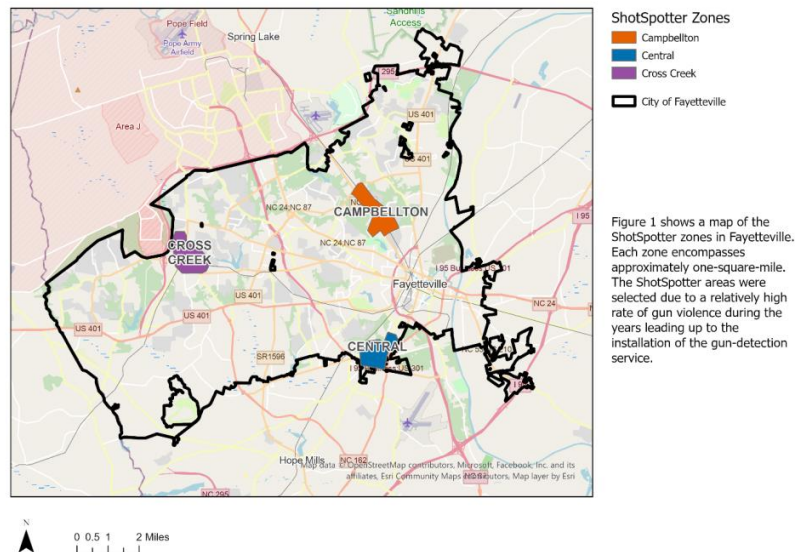 Sandhills
Access
Pope Field
Pope Army
Airfield
Spring Lake
I 295
Area J
US 401
US 401
NC 24;NC 87
CAMPBELLTON
NC 24;NC 87
CROSS
CREEK
I 95
Fayetteville
NC 24
US 401
US 401
US 401
CENTRAL
SR1596
Hope Mills
NC 162
NC 295
Map data © OpenStreetMap contributors, Microsoft, Facebook, Inc. and its
affiliates, Esri Community Maps Contributors, Map layer by Esri
ShotSpotter Zones
Campbellton
Central
Cross Creek
City of Fayetteville
Figure 1 shows a map of the
ShotSpotter zones in Fayetteville.
Each zone encompasses
approximately one-square-mile.
The ShotSpotter areas were
selected due to a relatively high
rate of gun violence during the
years leading up to the
installation of the gun-detection
service.
N
0 0.5 1 2 Miles